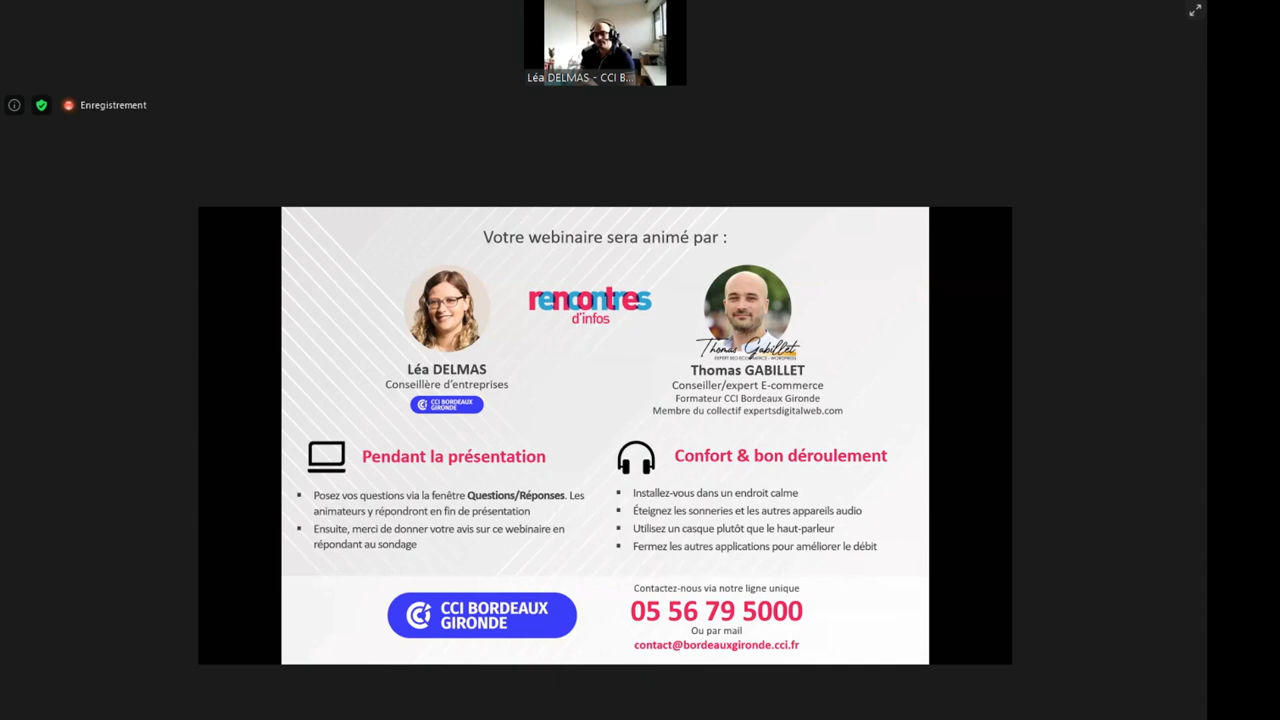 Léa DELMAS - CCI B...
Enregistrement
Votre webinaire sera animé par :
rencontres
d'infos
Thomas Gabillet
EXPERT SEO ECOMMERCE - WORDPRESS
Léa DELMAS
Conseillère d'entreprises
CCI BORDEAUX
GIRONDE
Thomas GABILLET
Conseiller/expert E-commerce
Formateur CCI Bordeaux Gironde
Membre du collectif expertsdigitalweb.com
Pendant la présentation
▪ Posez vos questions via la fenêtre Questions/Réponses. Les
animateurs y répondront en fin de présentation
▪ Ensuite, merci de donner votre avis sur ce webinaire en
répondant au sondage
Confort & bon déroulement
▪ Installez-vous dans un endroit calme
▪ Éteignez les sonneries et les autres appareils audio
▪ Utilisez un casque plutôt que le haut-parleur
▪ Fermez les autres applications pour améliorer le débit
CCI BORDEAUX
GIRONDE
Contactez-nous via notre ligne unique
05 56 79 5000
Ou par mail
contact@bordeauxgironde.cci.fr